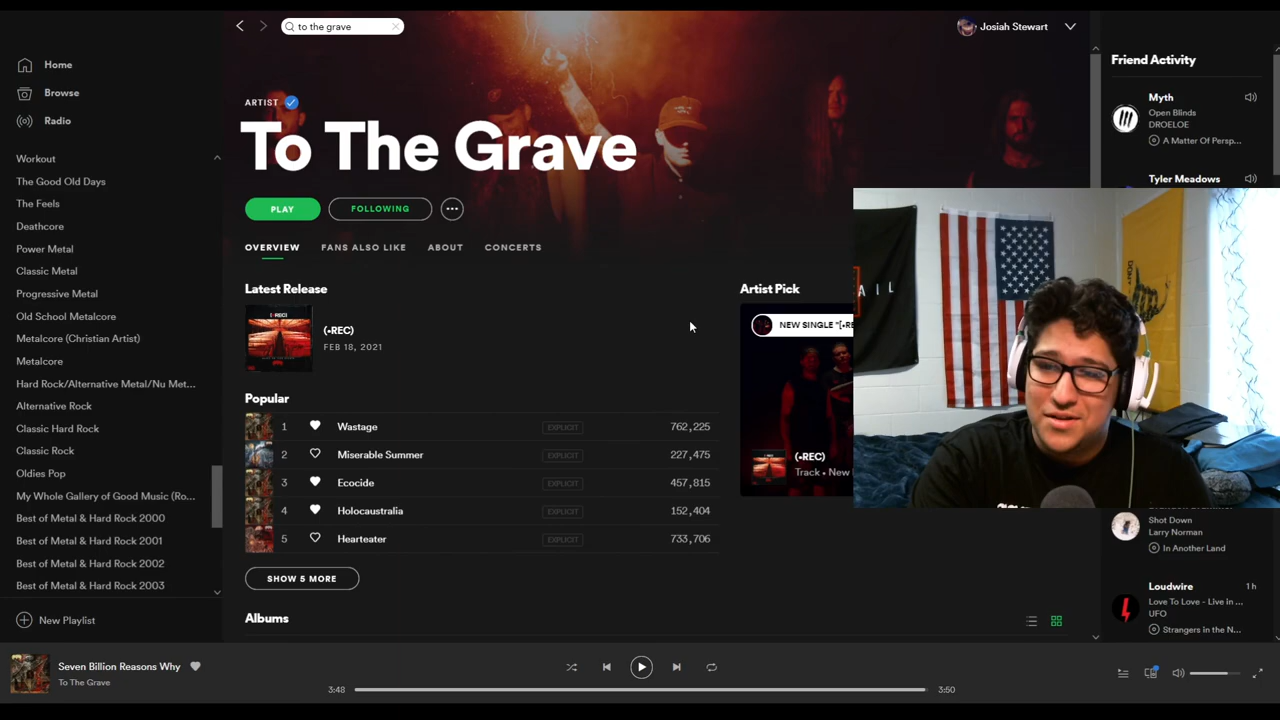 to the grave
Josiah Stewart
Home
Browse
Radio
Workout
The Good Old Days
The Feels
Deathcore
Power Metal
Classic Metal
Progressive Metal
Old School Metalcore
Metalcore (Christian Artist)
Metalcore
Hard Rock/Alternative Metal/Nu Met...
Alternative Rock
Classic Hard Rock
Classic Rock
Oldies Pop
My Whole Gallery of Good Music (Ro...
Best of Metal & Hard Rock 2000
Best of Metal & Hard Rock 2001
Best of Metal & Hard Rock 2002
Best of Metal & Hard Rock 2003
New Playlist
ARTIST
To The Grave
PLAY
FOLLOWING
OVERVIEW
FANS ALSO LIKE
ABOUT
CONCERTS
Latest Release
[•REC]
(•REC)
FEB 18, 2021
Popular
1 Wastage EXPLICIT 762,225
2 Miserable Summer EXPLICIT 227,475
3 Ecocide EXPLICIT 457,815
4 Holocaustralia EXPLICIT 152,404
5 Hearteater EXPLICIT 733,706
SHOW 5 MORE
Albums
Artist Pick
NEW SINGLE "[•RE
(•REC)
Track • New
Friend Activity
Myth
Open Blinds
DROELOE
A Matter Of Persp...
Tyler Meadows
AIL
Shot Down
Larry Norman
In Another Land
Loudwire 1 h
Love To Love - Live in ...
UFO
Strangers in the N...
Seven Billion Reasons Why
To The Grave
3:48
3:50